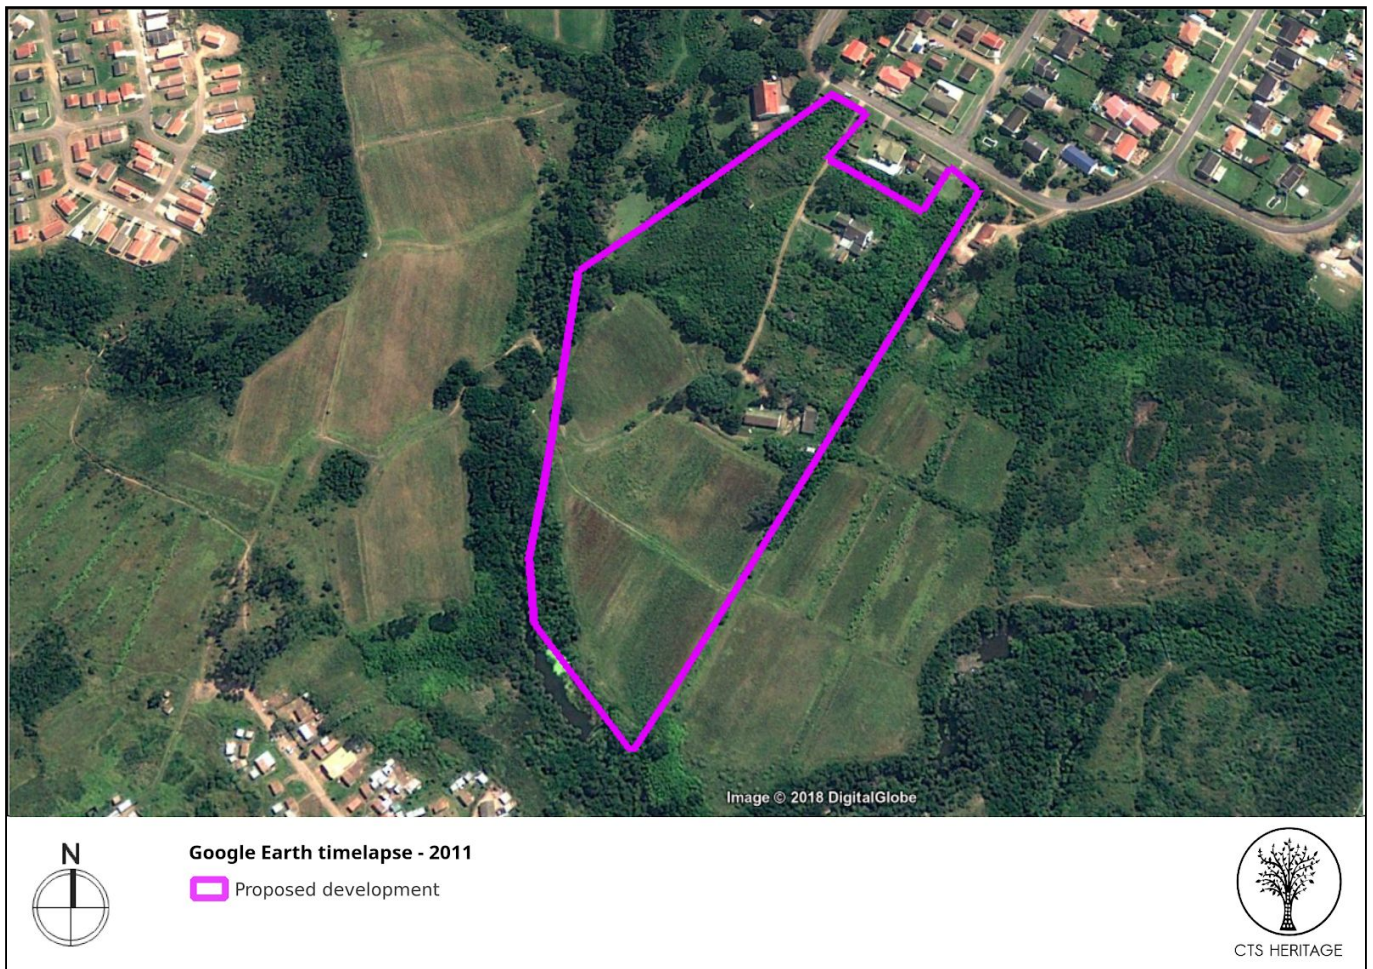 Image © 2018 DigitalGlobe
N
Google Earth timelapse - 2011
Proposed development
CTS HERITAGE